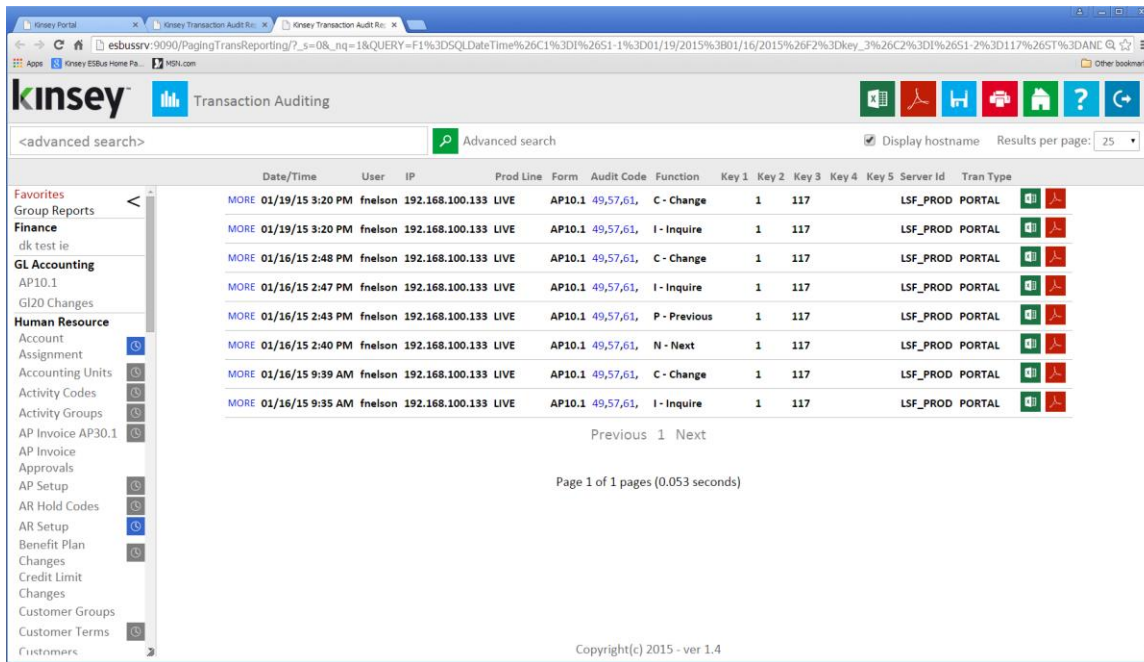 Kinsey Portal
Kinsey Transaction Audit Re
Kinsey Transaction Audit Re
esbussrv:9090/PagingTransReporting/?_s=0&_nq=1&QUERY=F1%3DSQLDateTime%26C1%3DI%26S1-1%3D01/19/2015%3B01/16/2015%26F2%3Dkey_3%26C2%3DI%26S1-2%3D117%26ST%3DAND
Apps Kinsey ESBus Home Pa... MSN.com Other bookmar
kinsey Transaction Auditing
<advanced search> Advanced search Display hostname Results per page: 25
Date/Time User IP Prod Line Form Audit Code Function Key 1 Key 2 Key 3 Key 4 Key 5 Server Id Tran Type
MORE 01/19/15 3:20 PM fnelson 192.168.100.133 LIVE AP10.1 49,57,61, C - Change 1 117 LSF_PROD PORTAL
MORE 01/19/15 3:20 PM fnelson 192.168.100.133 LIVE AP10.1 49,57,61, I - Inquire 1 117 LSF_PROD PORTAL
MORE 01/16/15 2:48 PM fnelson 192.168.100.133 LIVE AP10.1 49,57,61, C - Change 1 117 LSF_PROD PORTAL
MORE 01/16/15 2:47 PM fnelson 192.168.100.133 LIVE AP10.1 49,57,61, I - Inquire 1 117 LSF_PROD PORTAL
MORE 01/16/15 2:43 PM fnelson 192.168.100.133 LIVE AP10.1 49,57,61, P - Previous 1 117 LSF_PROD PORTAL
MORE 01/16/15 2:40 PM fnelson 192.168.100.133 LIVE AP10.1 49,57,61, N - Next 1 117 LSF_PROD PORTAL
MORE 01/16/15 9:39 AM fnelson 192.168.100.133 LIVE AP10.1 49,57,61, C - Change 1 117 LSF_PROD PORTAL
MORE 01/16/15 9:35 AM fnelson 192.168.100.133 LIVE AP10.1 49,57,61, I - Inquire 1 117 LSF_PROD PORTAL
Previous 1 Next
Page 1 of 1 pages (0.053 seconds)
Favorites <
Group Reports
Finance
dk test ie
GL Accounting
AP10.1
Gl20 Changes
Human Resource
Account
Assignment
Accounting Units
Activity Codes
Activity Groups
AP Invoice AP30.1
AP Invoice
Approvals
AP Setup
AR Hold Codes
AR Setup
Benefit Plan
Changes
Credit Limit
Changes
Customer Groups
Customer Terms
Customers
Copyright(c) 2015 - ver 1.4